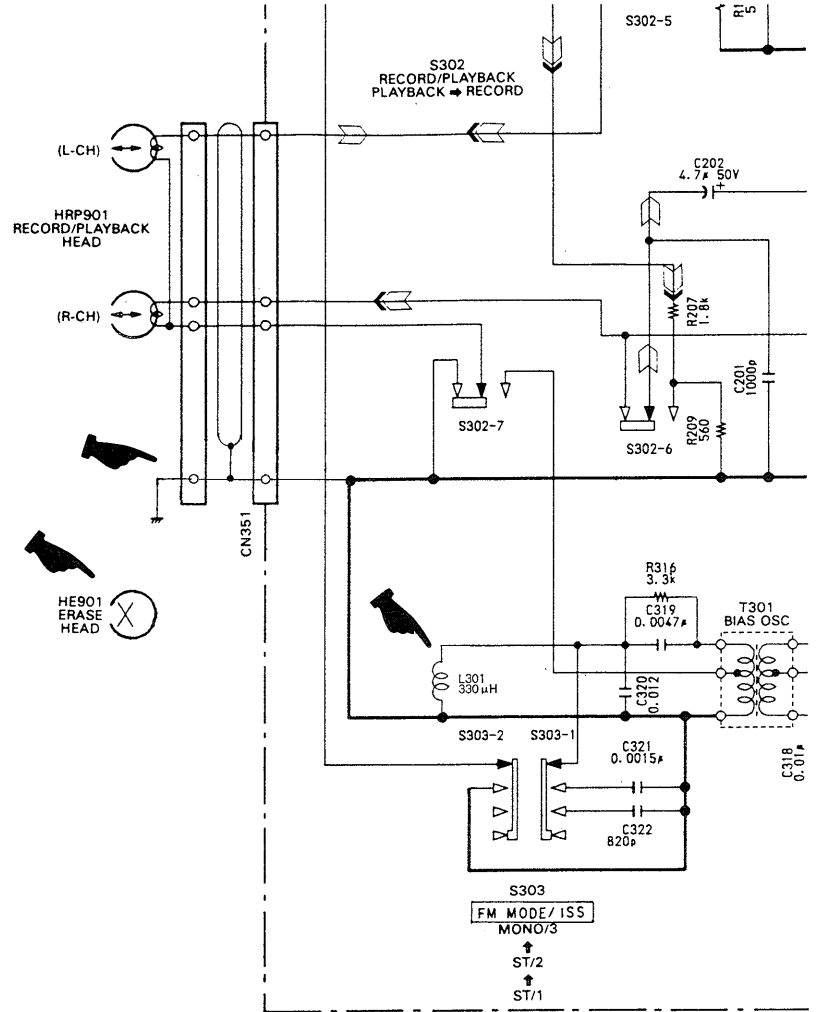 S302-5
R1
5
S302
RECORD/PLAYBACK
PLAYBACK ➡ RECORD
(L-CH)
C202
4.7μ 50V
+
HRP901
RECORD/PLAYBACK
HEAD
(R-CH)
R207
1.8k
C201
1000p
S302-7
S302-6
R209
560
CN351
HE901
ERASE
HEAD
R316
3.3k
C319
0.0047μ
T301
BIAS OSC
L301
330μH
C320
0.012
S303-2
S303-1
C321
0.0015μ
C318
0.01μ
C322
820p
S303
FM MODE/ ISS
MONO/3
⇧
ST/2
⇧
ST/1